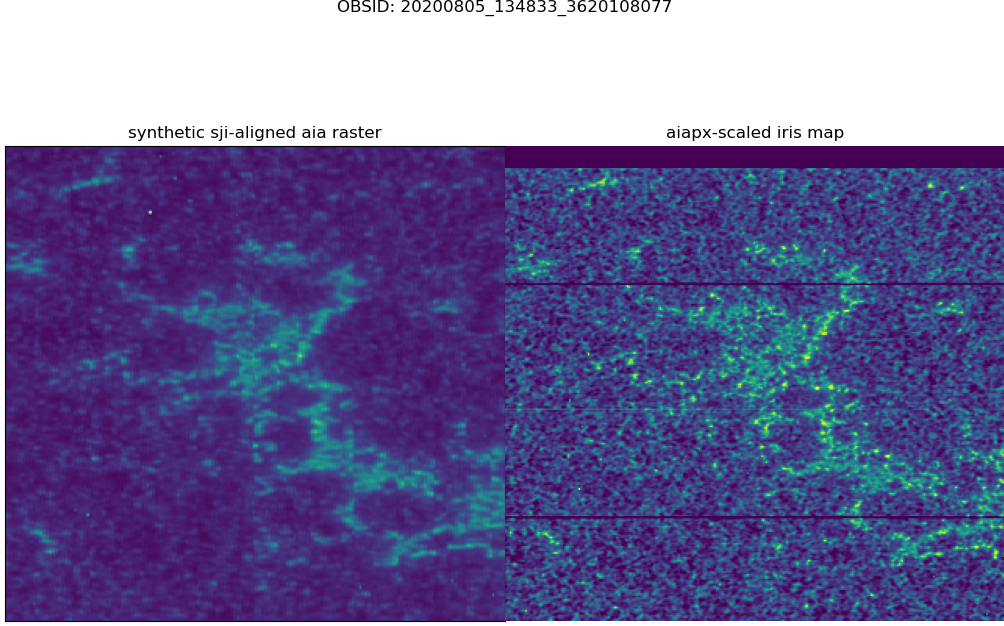 OBSID: 20200805_134833_3620108077
synthetic sji-aligned aia raster
aiapx-scaled iris map